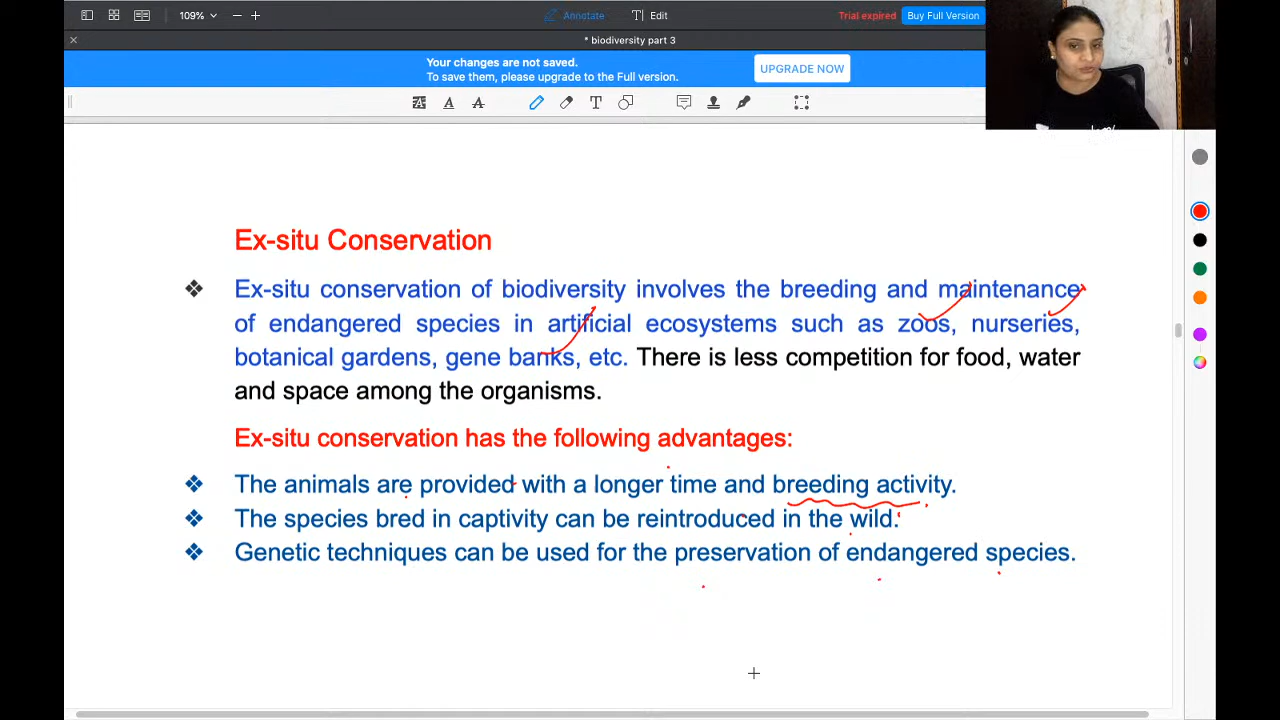 109%
Annotate
Edit
Trial expired
Buy Full Version
* biodiversity part 3
Your changes are not saved.
To save them, please upgrade to the Full version.
UPGRADE NOW
Ex-situ Conservation
❖ Ex-situ conservation of biodiversity involves the breeding and maintenance
of endangered species in artificial ecosystems such as zoos, nurseries,
botanical gardens, gene banks, etc. There is less competition for food, water
and space among the organisms.
Ex-situ conservation has the following advantages:
❖ The animals are provided with a longer time and breeding activity.
❖ The species bred in captivity can be reintroduced in the wild.
❖ Genetic techniques can be used for the preservation of endangered species.